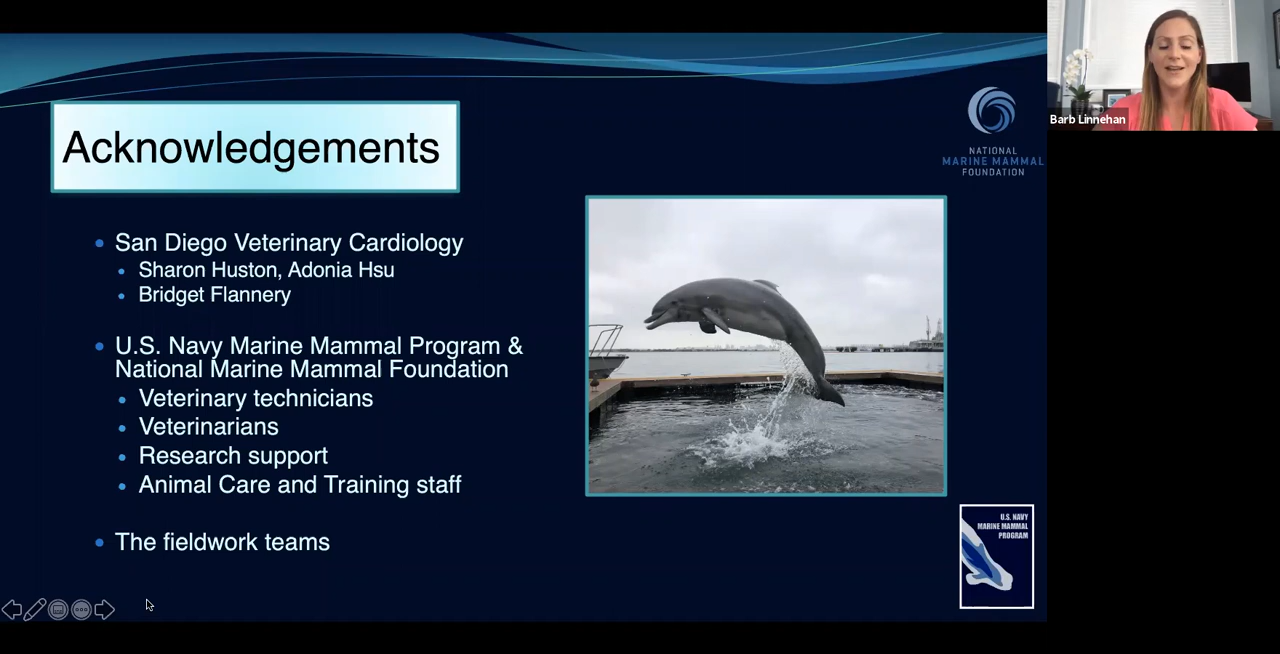 Acknowledgements
NATIONAL
MARINE MAMMAL
FOUNDATION
Barb Linnehan
San Diego Veterinary Cardiology
Sharon Huston, Adonia Hsu
Bridget Flannery
U.S. Navy Marine Mammal Program &
National Marine Mammal Foundation
Veterinary technicians
Veterinarians
Research support
Animal Care and Training staff
The fieldwork teams
U.S. NAVY
MARINE MAMMAL
PROGRAM